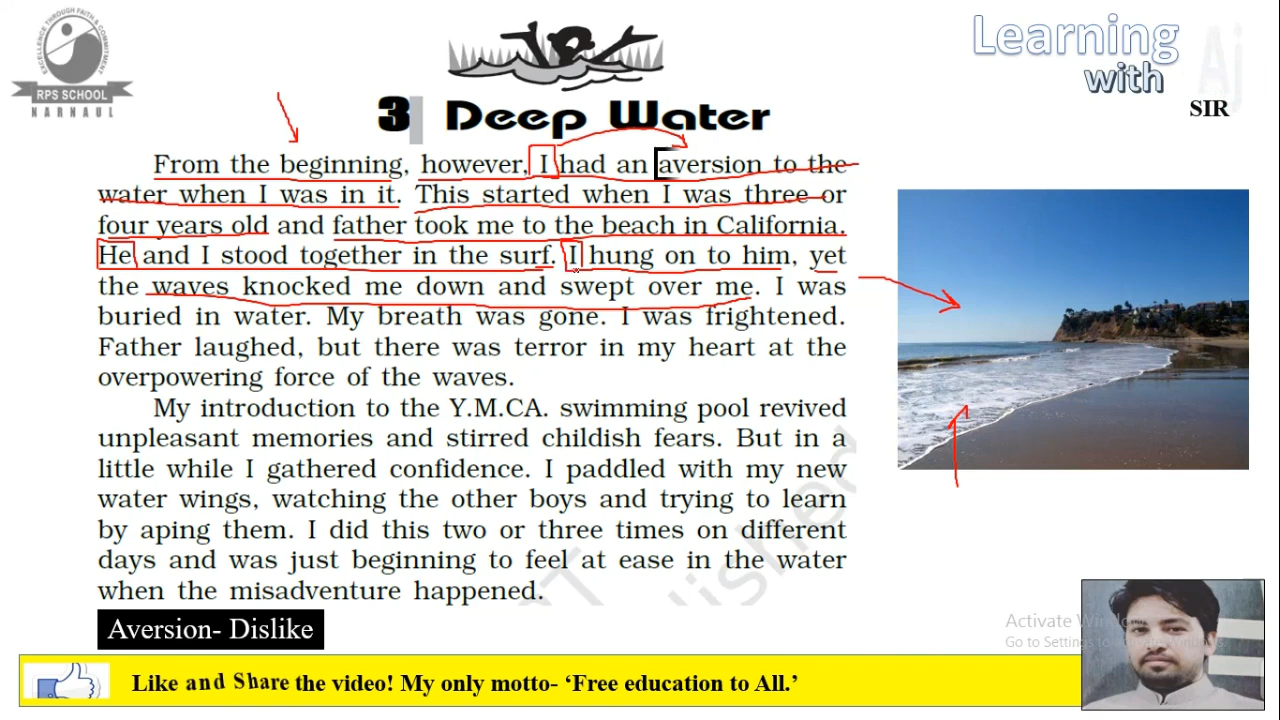 EXCELLENCE THROUGH FAITH & COMMITMENT
RPS SCHOOL
NARNAUL
Learning
with
Aj
SIR
3 Deep Water
From the beginning, however, I had an aversion to the
water when I was in it. This started when I was three or
four years old and father took me to the beach in California.
He and I stood together in the surf. I hung on to him, yet
the waves knocked me down and swept over me. I was
buried in water. My breath was gone. I was frightened.
Father laughed, but there was terror in my heart at the
overpowering force of the waves.
My introduction to the Y.M.CA. swimming pool revived
unpleasant memories and stirred childish fears. But in a
little while I gathered confidence. I paddled with my new
water wings, watching the other boys and trying to learn
by aping them. I did this two or three times on different
days and was just beginning to feel at ease in the water
when the misadventure happened.
Aversion- Dislike
Activate
Go to Settings to
Like and Share the video! My only motto- ‘Free education to All.’